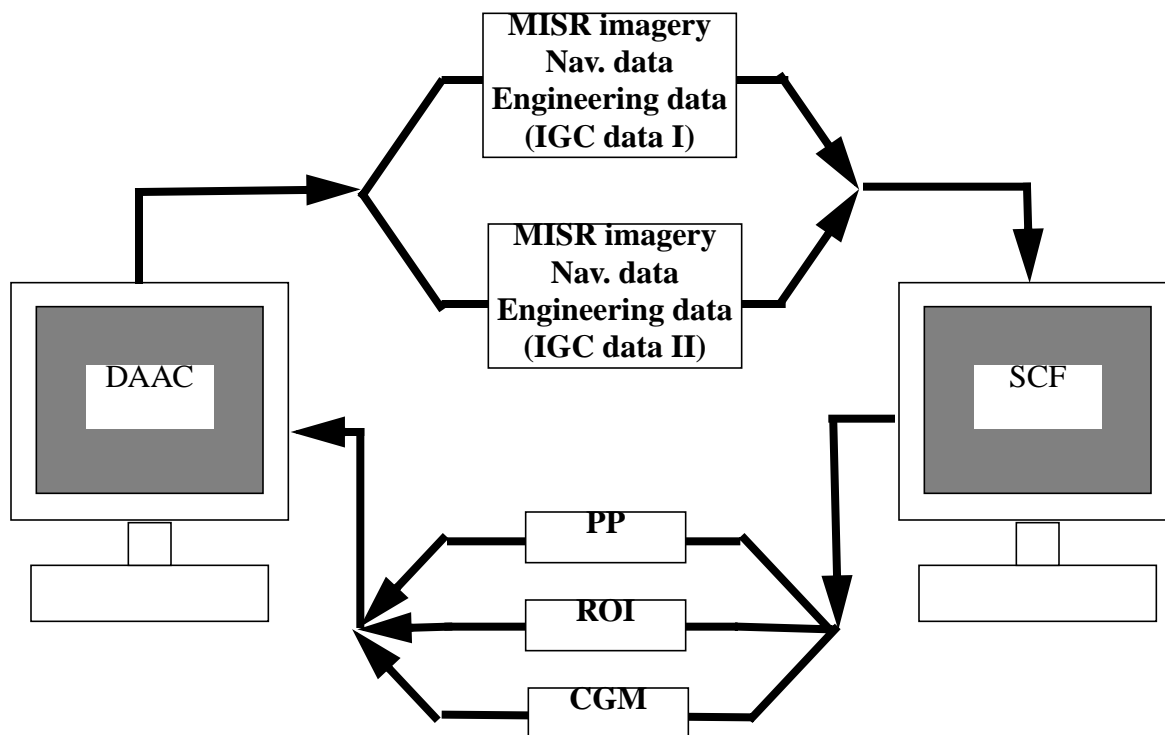 MISR imagery
Nav. data
Engineering data
(IGC data I)
MISR imagery
Nav. data
Engineering data
(IGC data II)
DAAC
SCF
PP
ROI
CGM